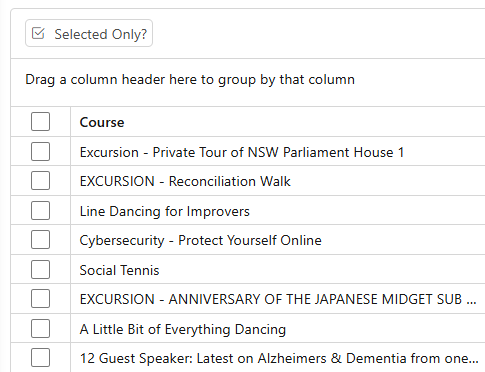 Selected Only?
Drag a column header here to group by that column
Course
Excursion - Private Tour of NSW Parliament House 1
EXCURSION - Reconciliation Walk
Line Dancing for Improvers
Cybersecurity - Protect Yourself Online
Social Tennis
EXCURSION - ANNIVERSARY OF THE JAPANESE MIDGET SUB ...
A Little Bit of Everything Dancing
12 Guest Speaker: Latest on Alzheimers & Dementia from one...